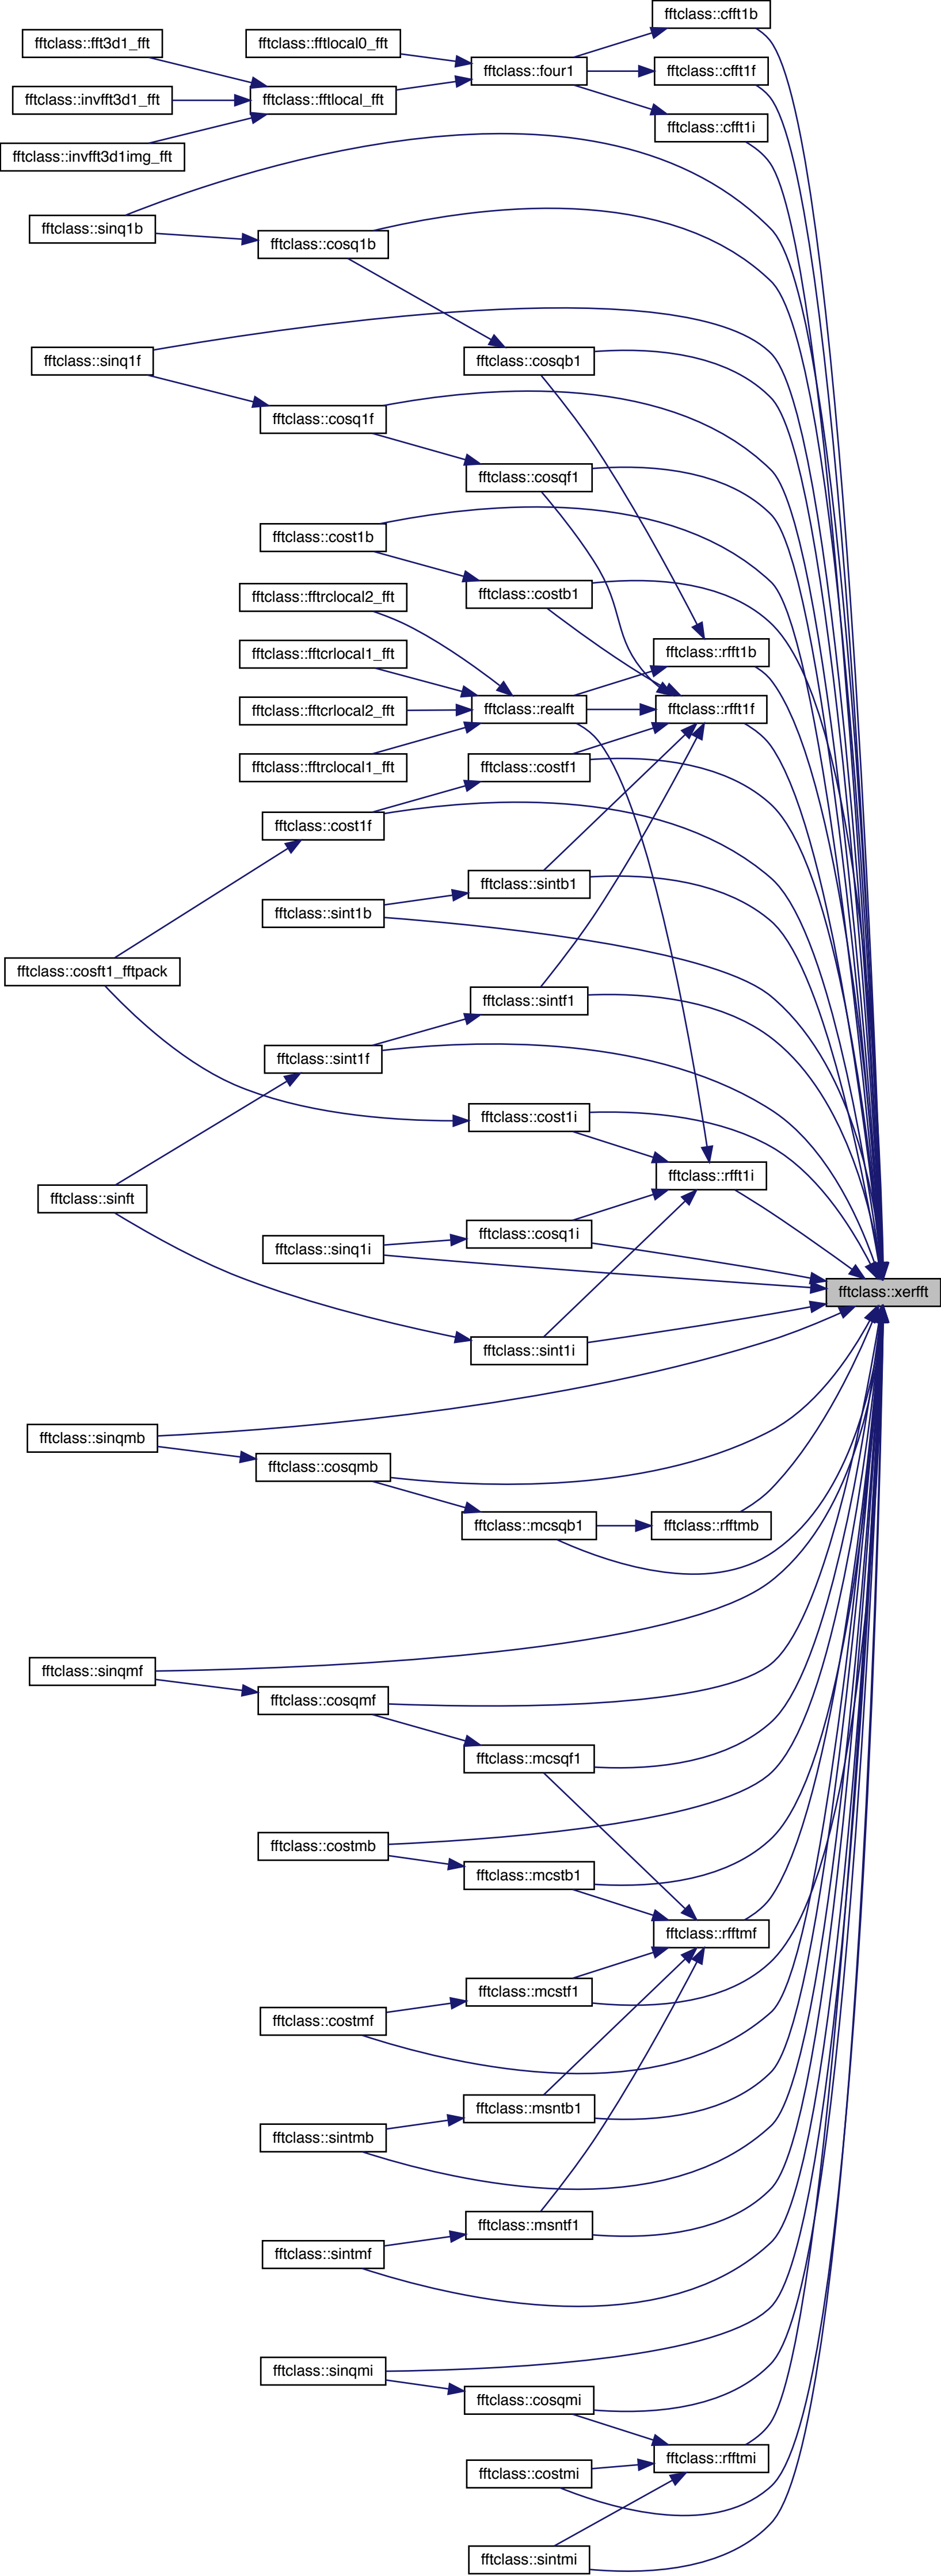 fftclass::cfft1b
fftclass::fft3d1_fft
fftclass::fftlocal0_fft
fftclass::four1
fftclass::cfft1f
fftclass::invfft3d1_fft
fftclass::fftlocal_fft
fftclass::cfft1i
fftclass::invfft3d1img_fft
fftclass::sinq1b
fftclass::cosq1b
fftclass::sinq1f
fftclass::cosqb1
fftclass::cosq1f
fftclass::cosqf1
fftclass::cost1b
fftclass::costb1
fftclass::fftrclocal2_fft
fftclass::fftcrlocal1_fft
fftclass::rfft1b
fftclass::fftcrlocal2_fft
fftclass::realft
fftclass::rfft1f
fftclass::fftrclocal1_fft
fftclass::costf1
fftclass::cost1f
fftclass::sintb1
fftclass::sint1b
fftclass::cosft1_fftpack
fftclass::sintf1
fftclass::sint1f
fftclass::cost1i
fftclass::rfft1i
fftclass::sinft
fftclass::cosq1i
fftclass::sinq1i
fftclass::xerfft
fftclass::sint1i
fftclass::sinqmb
fftclass::cosqmb
fftclass::mcsqb1
fftclass::rfftmb
fftclass::sinqmf
fftclass::cosqmf
fftclass::mcsqf1
fftclass::costmb
fftclass::mcstb1
fftclass::rfftmf
fftclass::mcstf1
fftclass::costmf
fftclass::msntb1
fftclass::sintmb
fftclass::msntf1
fftclass::sintmf
fftclass::sinqmi
fftclass::cosqmi
fftclass::rfftmi
fftclass::costmi
fftclass::sintmi